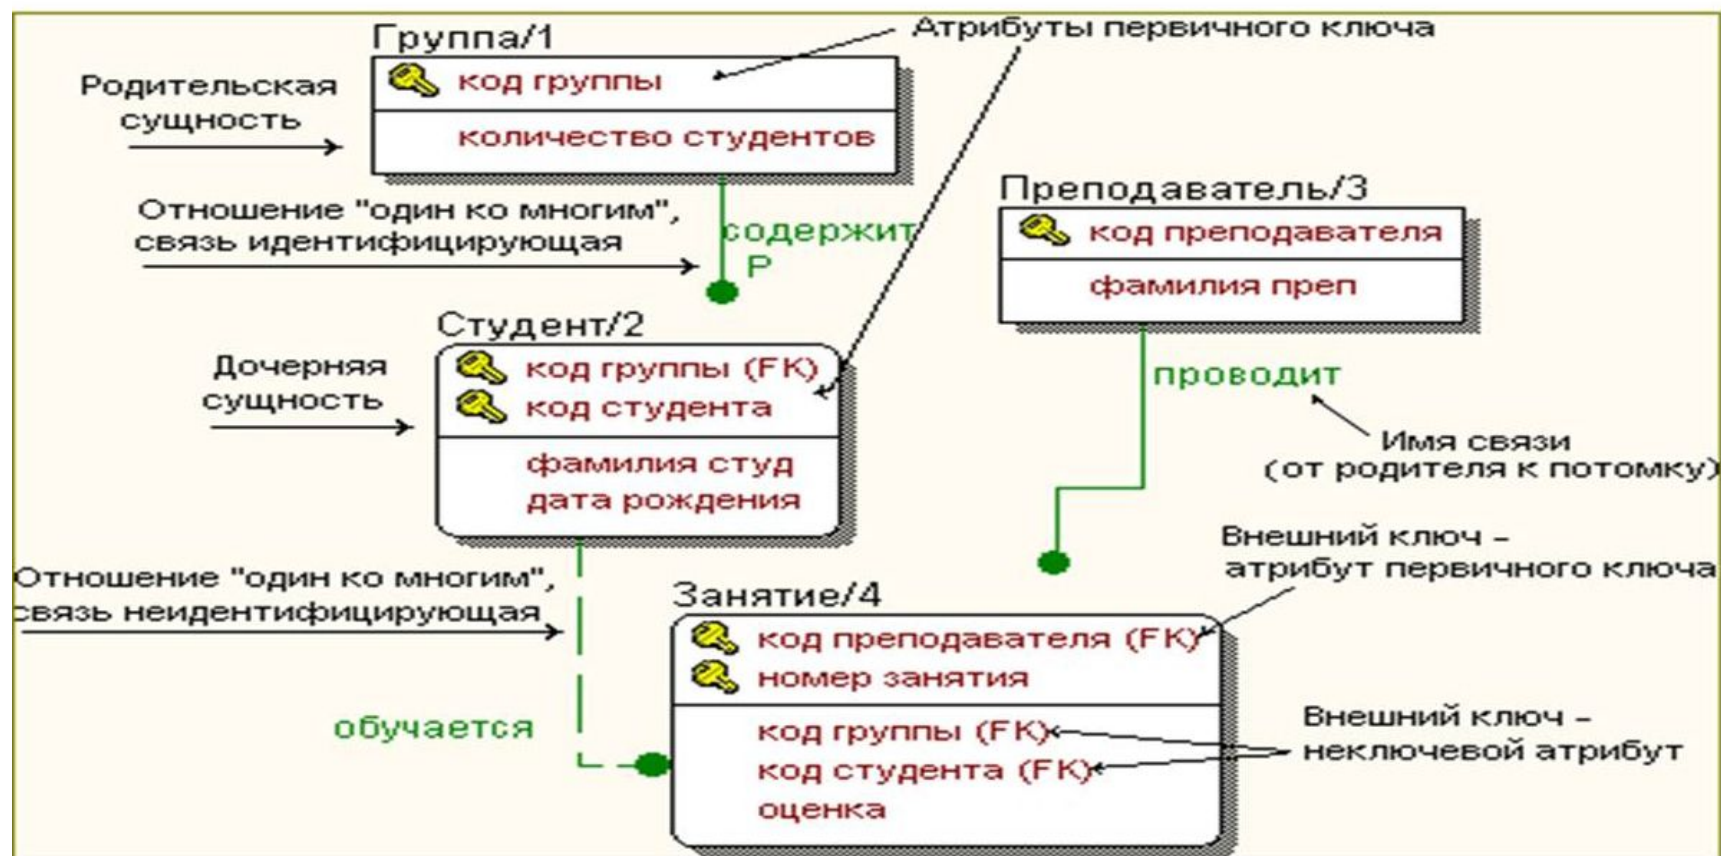 Группа/1
Атрибуты первичного ключа
код группы
количество студентов
Родительская
сущность
Отношение "один ко многим",
связь идентифицирующая
содержит
P
Преподаватель/3
код преподавателя
фамилия преп
Студент/2
код группы (FK)
код студента
фамилия студ
дата рождения
Дочерняя
сущность
проводит
Имя связи
(от родителя к потомку)
Отношение "один ко многим",
связь неидентифицирующая
обучается
Внешний ключ –
атрибут первичного ключа
Занятие/4
код преподавателя (FK)
номер занятия
код группы (FK)
код студента (FK)
оценка
Внешний ключ –
неключевой атрибут